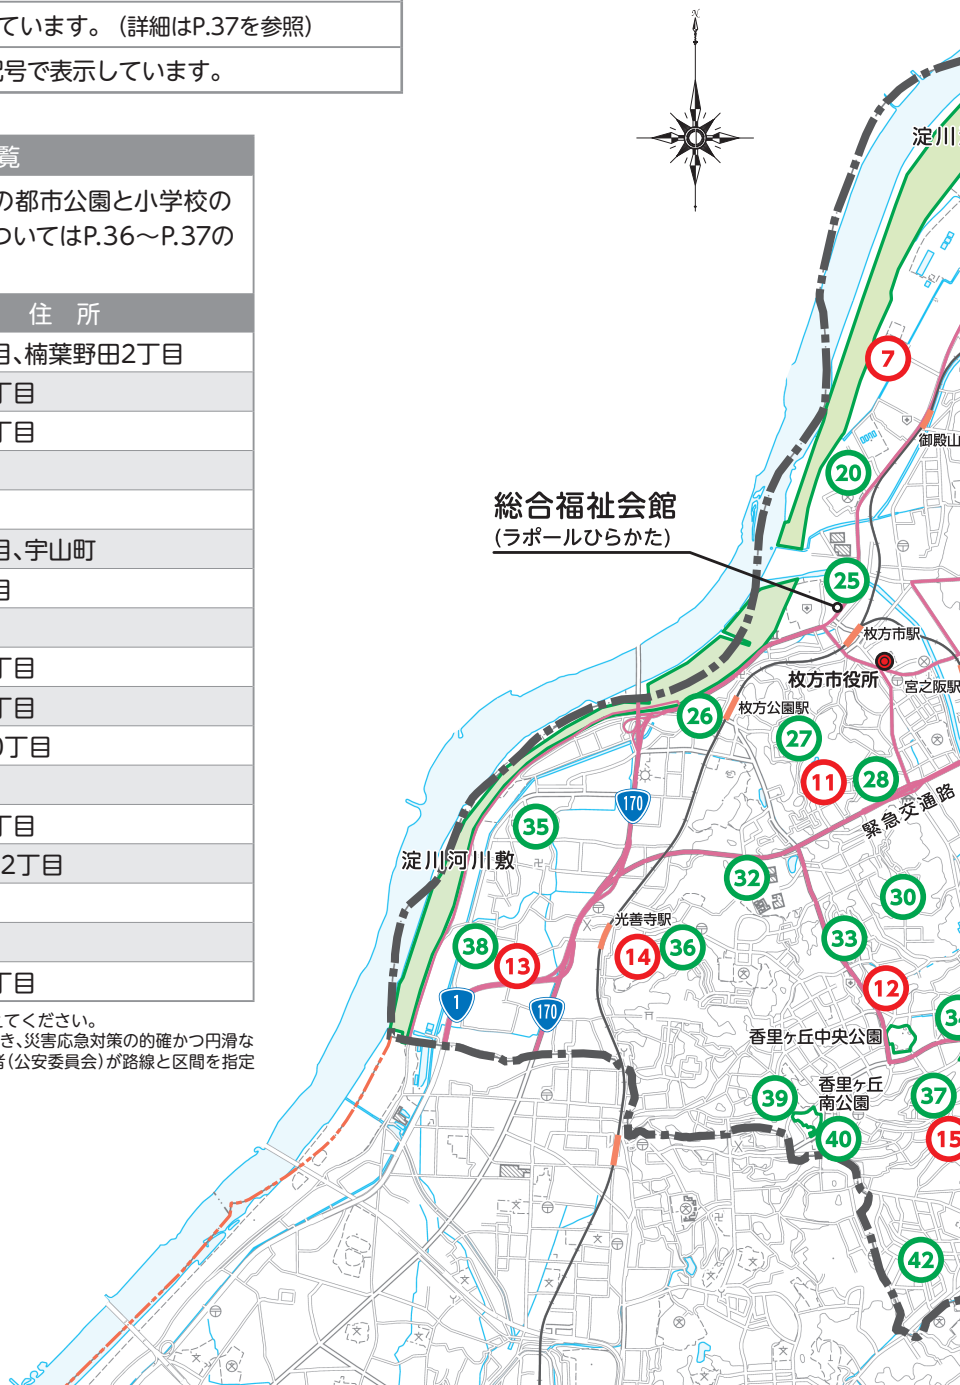 ています。(詳細はP.37を参照)
記号で表示しています。
覧
の都市公園と小学校の
ついてはP.36〜P.37の
住 所
目、楠葉野田2丁目
丁目
丁目
目、宇山町
目
丁目
丁目
0丁目
丁目
2丁目
丁目
えてください。
き、災害応急対策の的確かつ円滑な
者(公安委員会)が路線と区間を指定
N
淀川
7
御殿山
20
総合福祉会館
(ラポールひらかた)
25
枚方市駅
枚方市役所
宮之阪駅
枚方公園駅
26
27
11
28
緊急交通路
170
35
淀川河川敷
32
30
光善寺駅
33
38
13
14
36
12
1
170
34
香里ヶ丘中央公園
香里ヶ丘
南公園
39
37
40
15
42